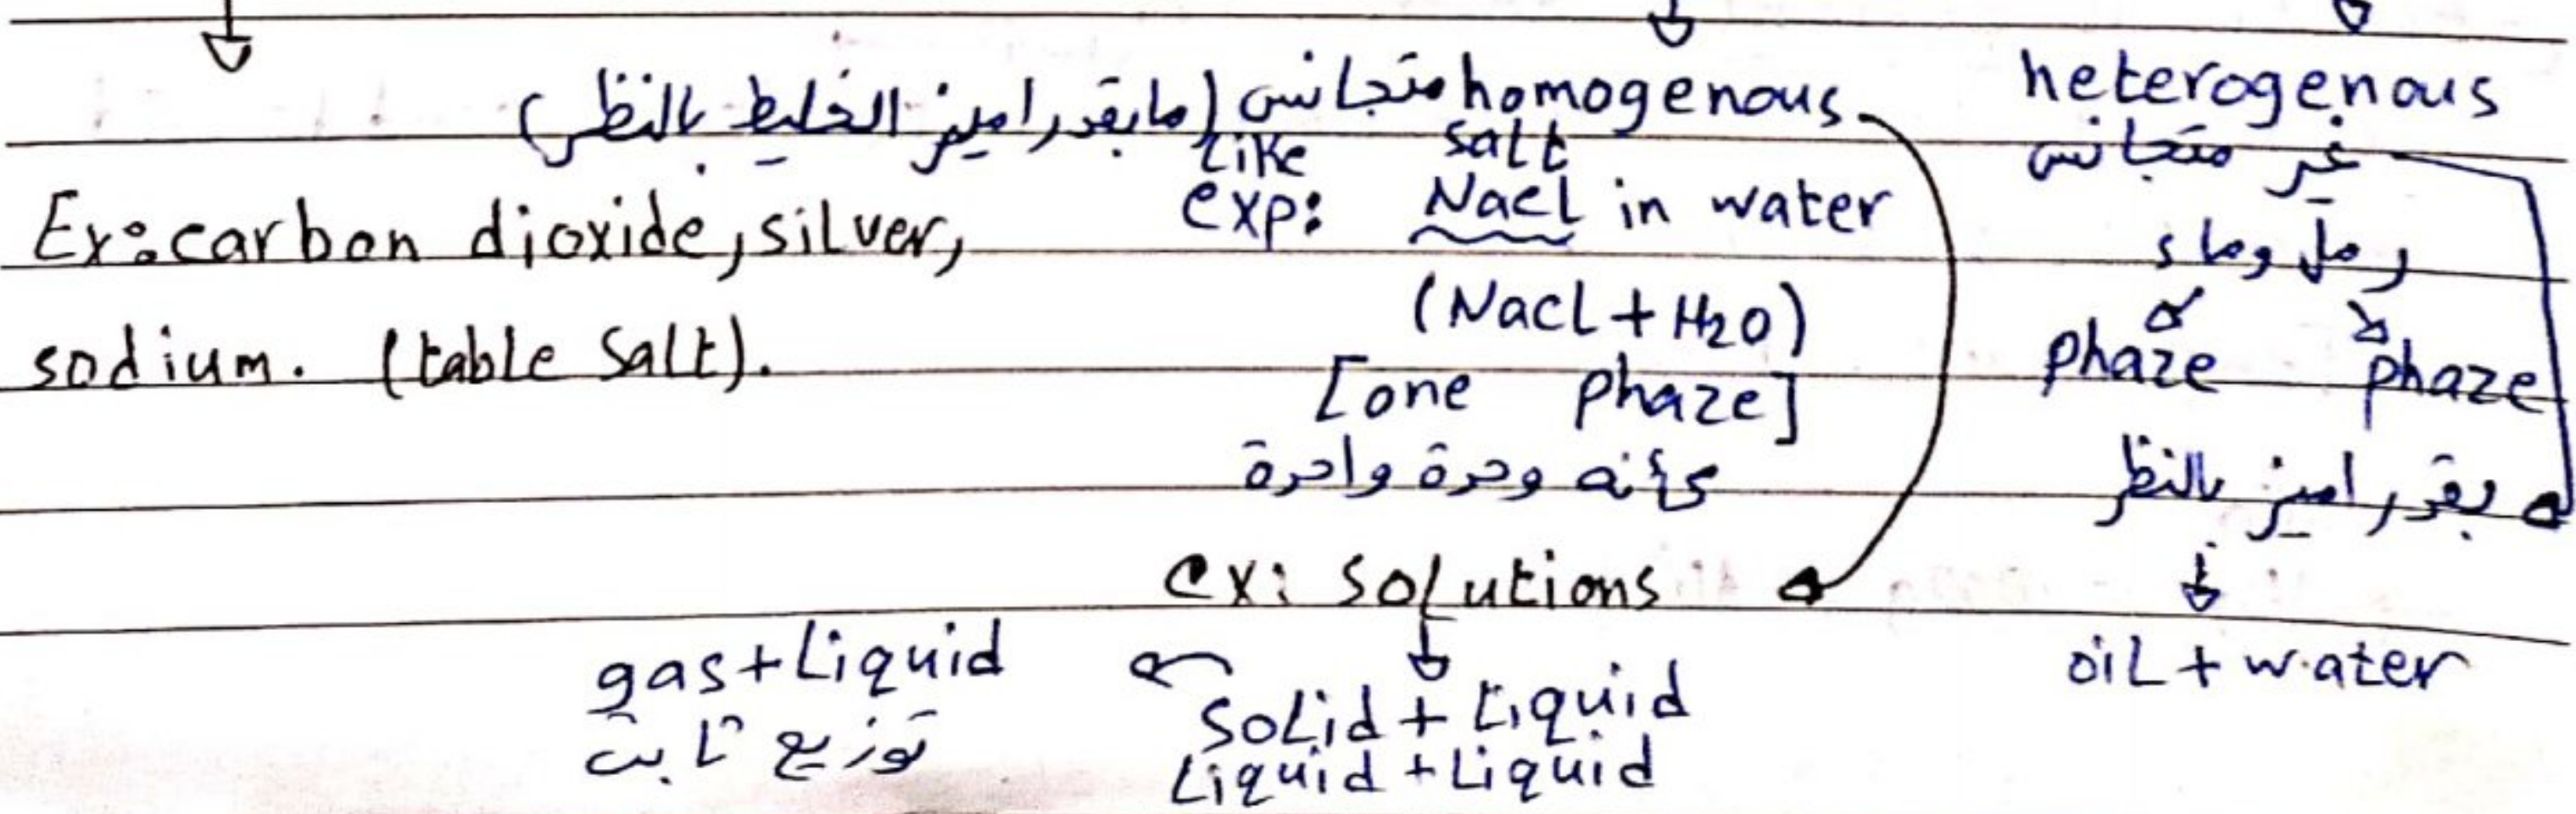 homogenous متجانس (مابقدر اميز الخليط بالنظر)
like salt
exp: Nacl in water
(Nacl + H2O)
[one phaze]
كأنه وحدة واحدة
ex: solutions
solid + Liquid
Liquid + Liquid
gas + Liquid
توزيع ثابت
heterogenous
غير متجانس
رمل وماء
phaze phaze
بقدر اميز بالنظر
oil + water
Ex: carbon dioxide, silver,
sodium. (table salt).